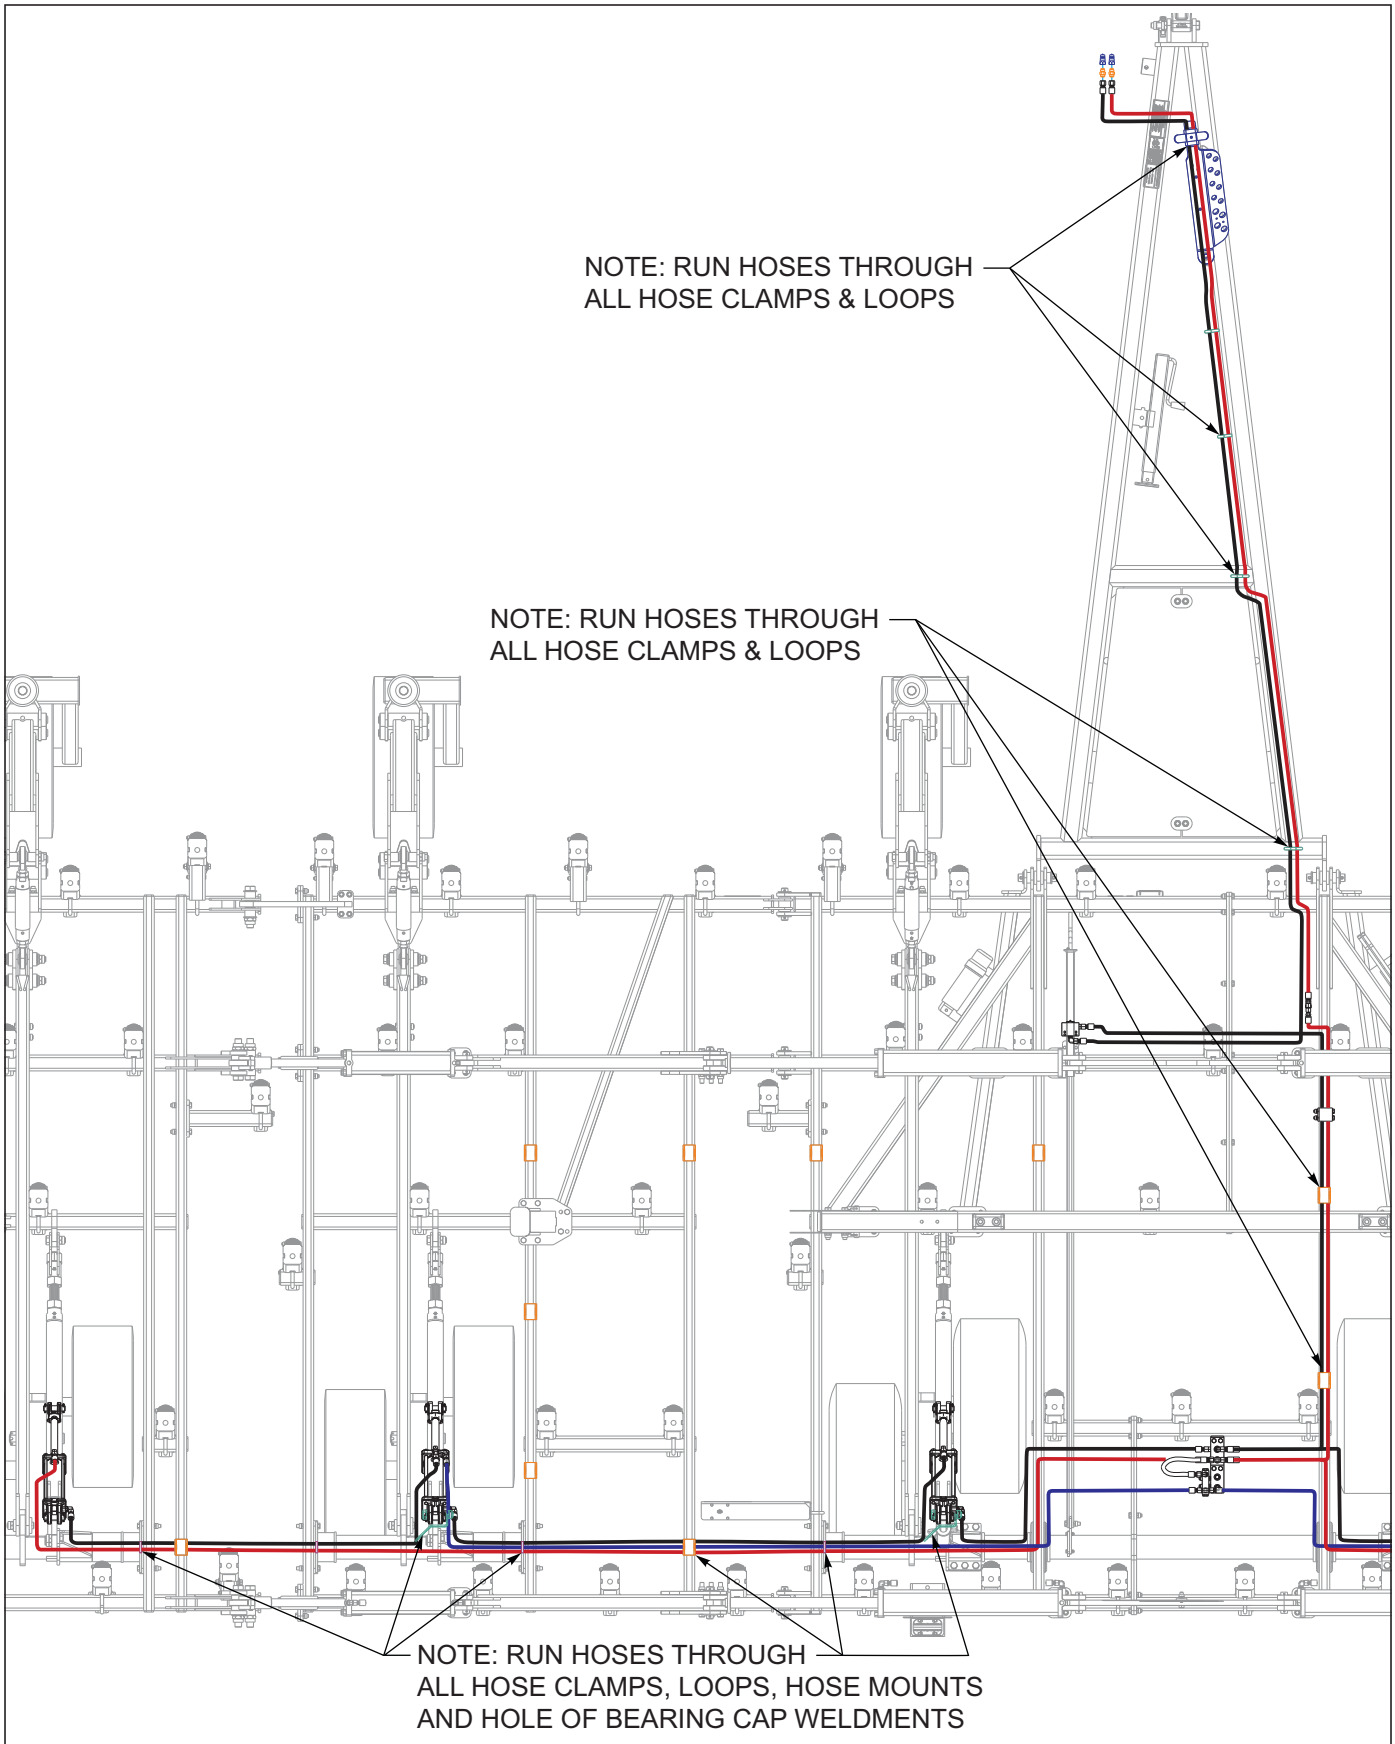 NOTE: RUN HOSES THROUGH
ALL HOSE CLAMPS & LOOPS
NOTE: RUN HOSES THROUGH
ALL HOSE CLAMPS & LOOPS
NOTE: RUN HOSES THROUGH
ALL HOSE CLAMPS, LOOPS, HOSE MOUNTS
AND HOLE OF BEARING CAP WELDMENTS